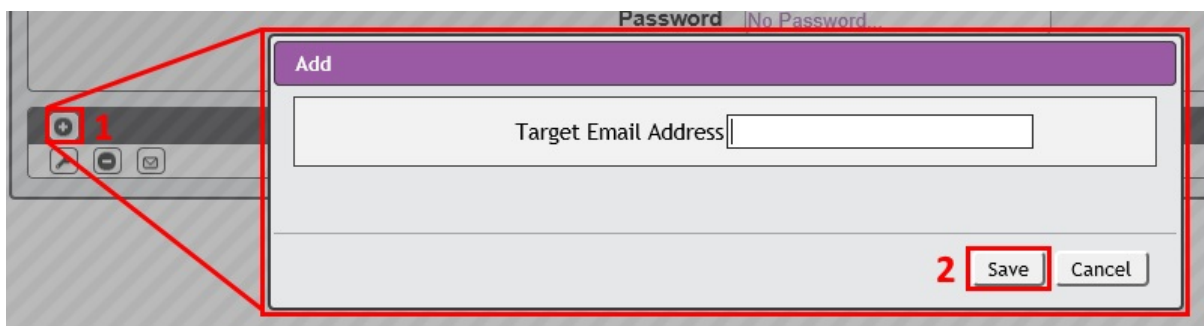 Password No Password...
Add
1
Target Email Address
2 Save Cancel